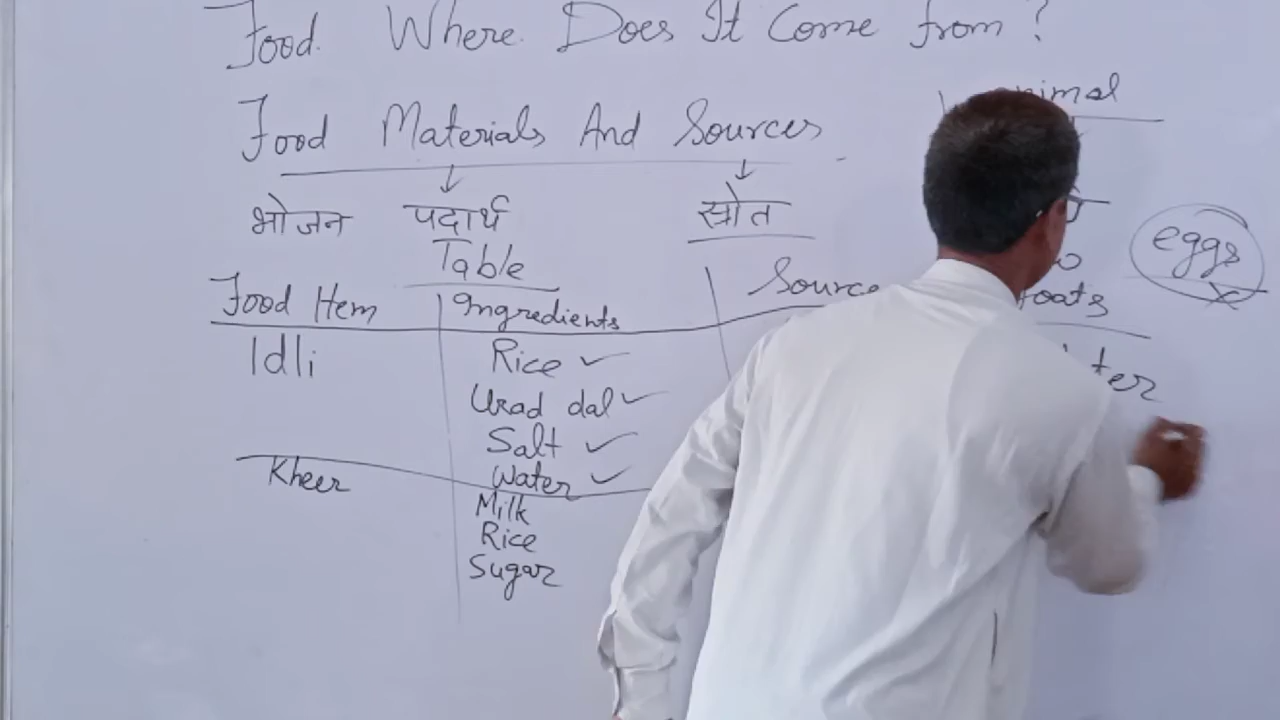 Food. Where Does It Come from?
Food Materials And Sources
भोजन पदार्थ स्त्रोत
Table
Food Item Ingredients Source
Idli Rice ✓
Urad dal ✓
Salt ✓
Water ✓
Kheer
Milk
Rice
Sugar
eggs